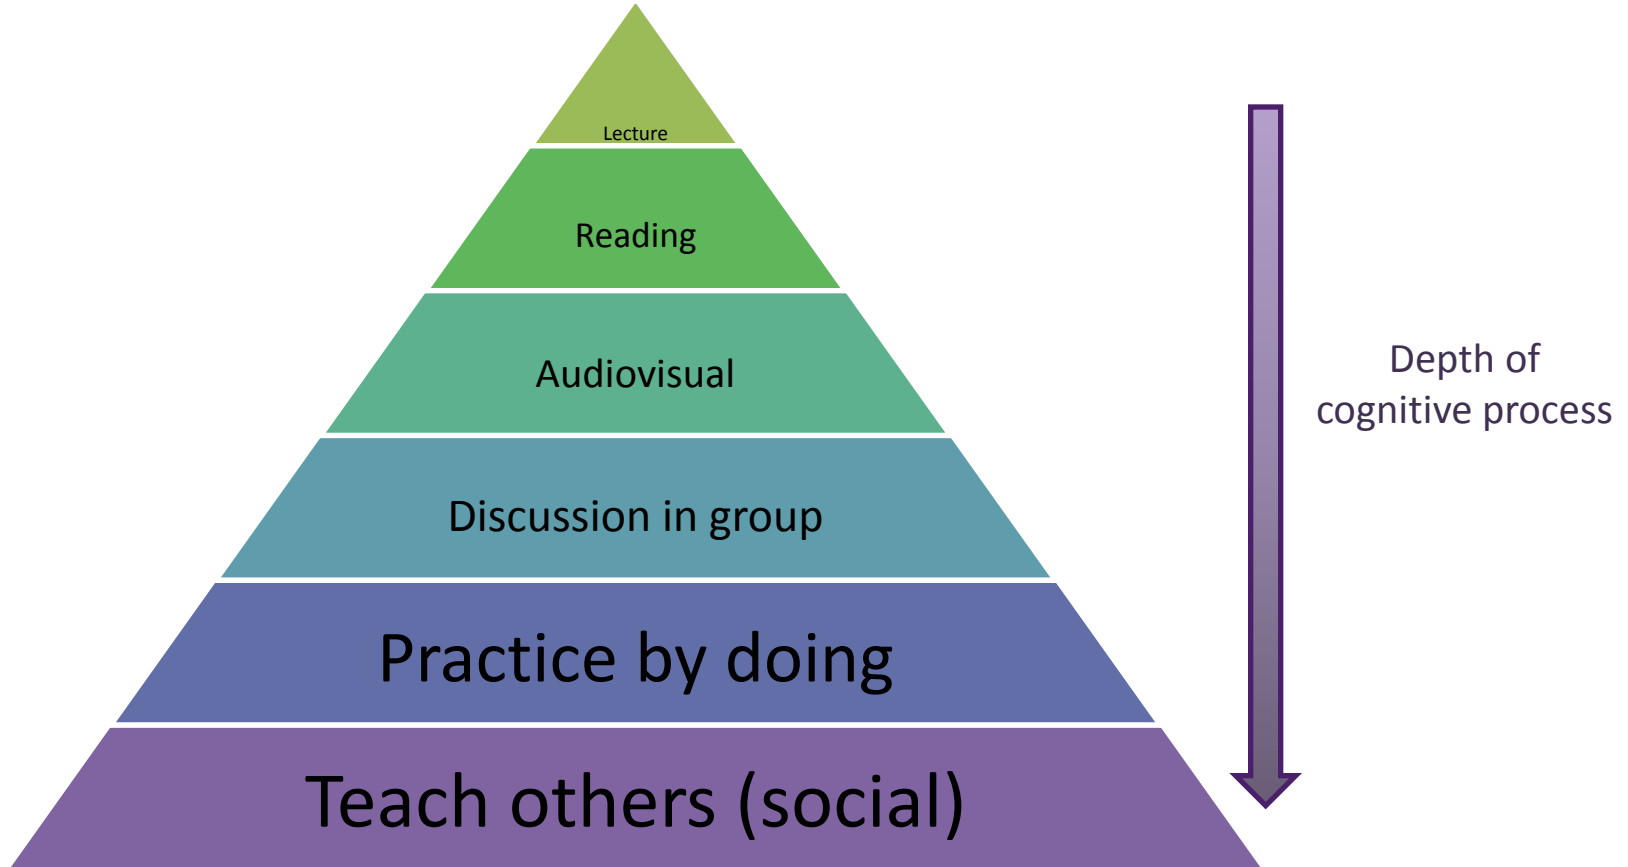 Lecture
Reading
Audiovisual
Discussion in group
Practice by doing
Teach others (social)
Depth of
cognitive process